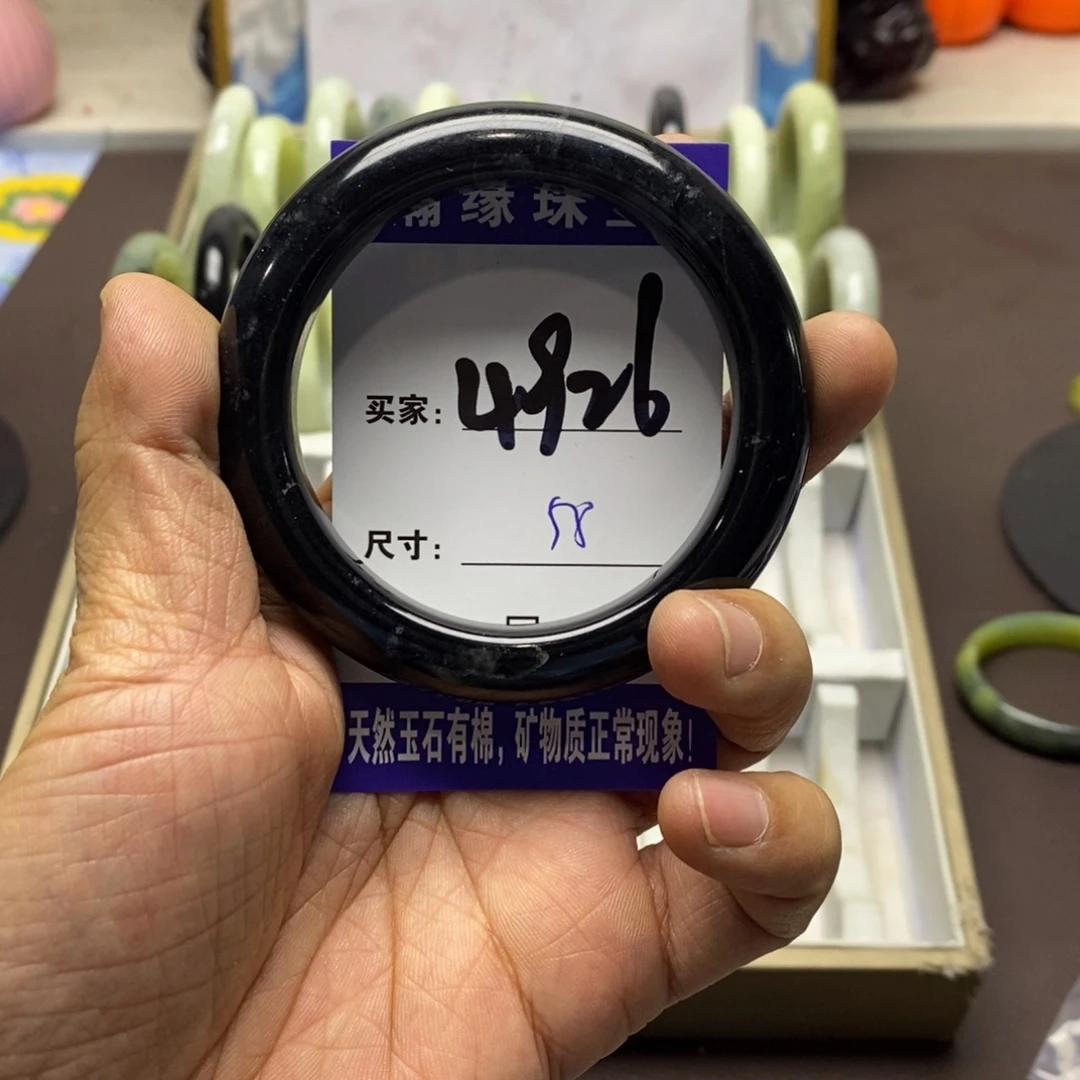 缘珠
买家: 4926
尺寸: 58
天然玉石有棉, 矿物质正常现象!